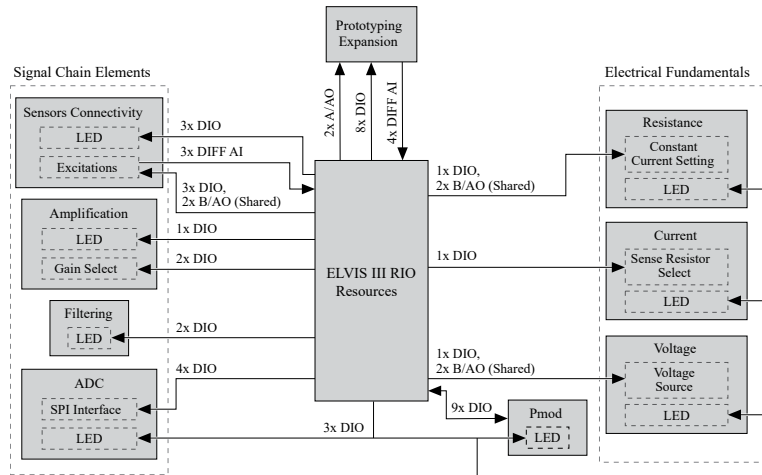 Prototyping
Expansion
2x A/AO
8x DIO
4x DIFF AI
Signal Chain Elements
Sensors Connectivity
LED
Excitations
3x DIO
3x DIFF AI
3x DIO,
2x B/AO (Shared)
Amplification
LED
Gain Select
1x DIO
2x DIO
Filtering
LED
2x DIO
ADC
SPI Interface
LED
4x DIO
3x DIO
ELVIS III RIO
Resources
1x DIO,
2x B/AO (Shared)
1x DIO
1x DIO,
2x B/AO (Shared)
9x DIO
Pmod
LED
Electrical Fundamentals
Resistance
Constant
Current Setting
LED
Current
Sense Resistor
Select
LED
Voltage
Voltage
Source
LED